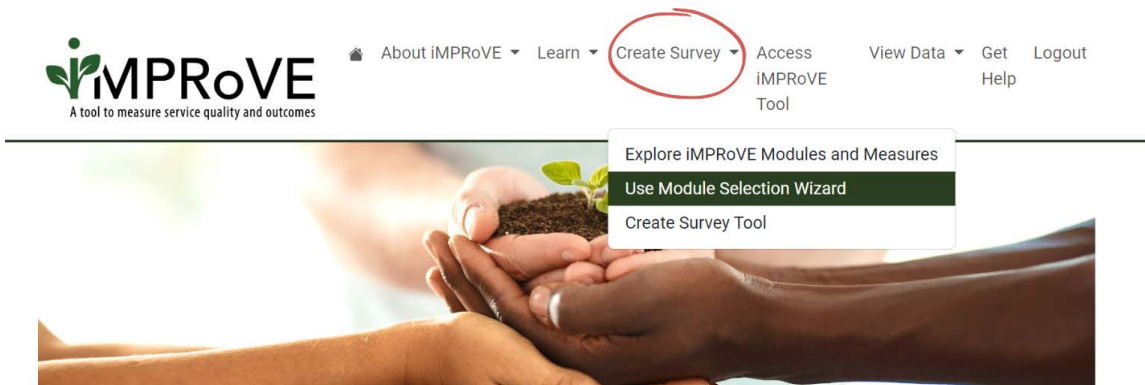 iMPRoVE
A tool to measure service quality and outcomes
About iMPRoVE
Learn
Create Survey
Access
iMPRoVE
Tool
View Data
Get
Help
Logout
Explore iMPRoVE Modules and Measures
Use Module Selection Wizard
Create Survey Tool